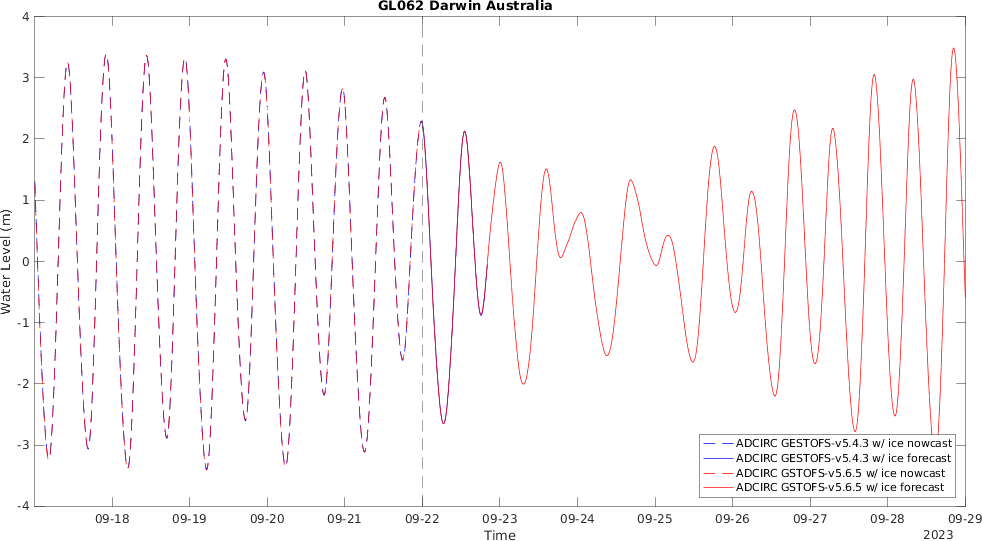 GL062 Darwin Australia
4
3
2
1
0
-1
-2
-3
-4
Water Level (m)
ADCIRC GESTOFS-v5.4.3 w/ ice nowcast
ADCIRC GESTOFS-v5.4.3 w/ ice forecast
ADCIRC GSTOFS-v5.6.5 w/ ice nowcast
ADCIRC GSTOFS-v5.6.5 w/ ice forecast
09-18 09-19 09-20 09-21 09-22 09-23 09-24 09-25 09-26 09-27 09-28 09-29
Time 2023